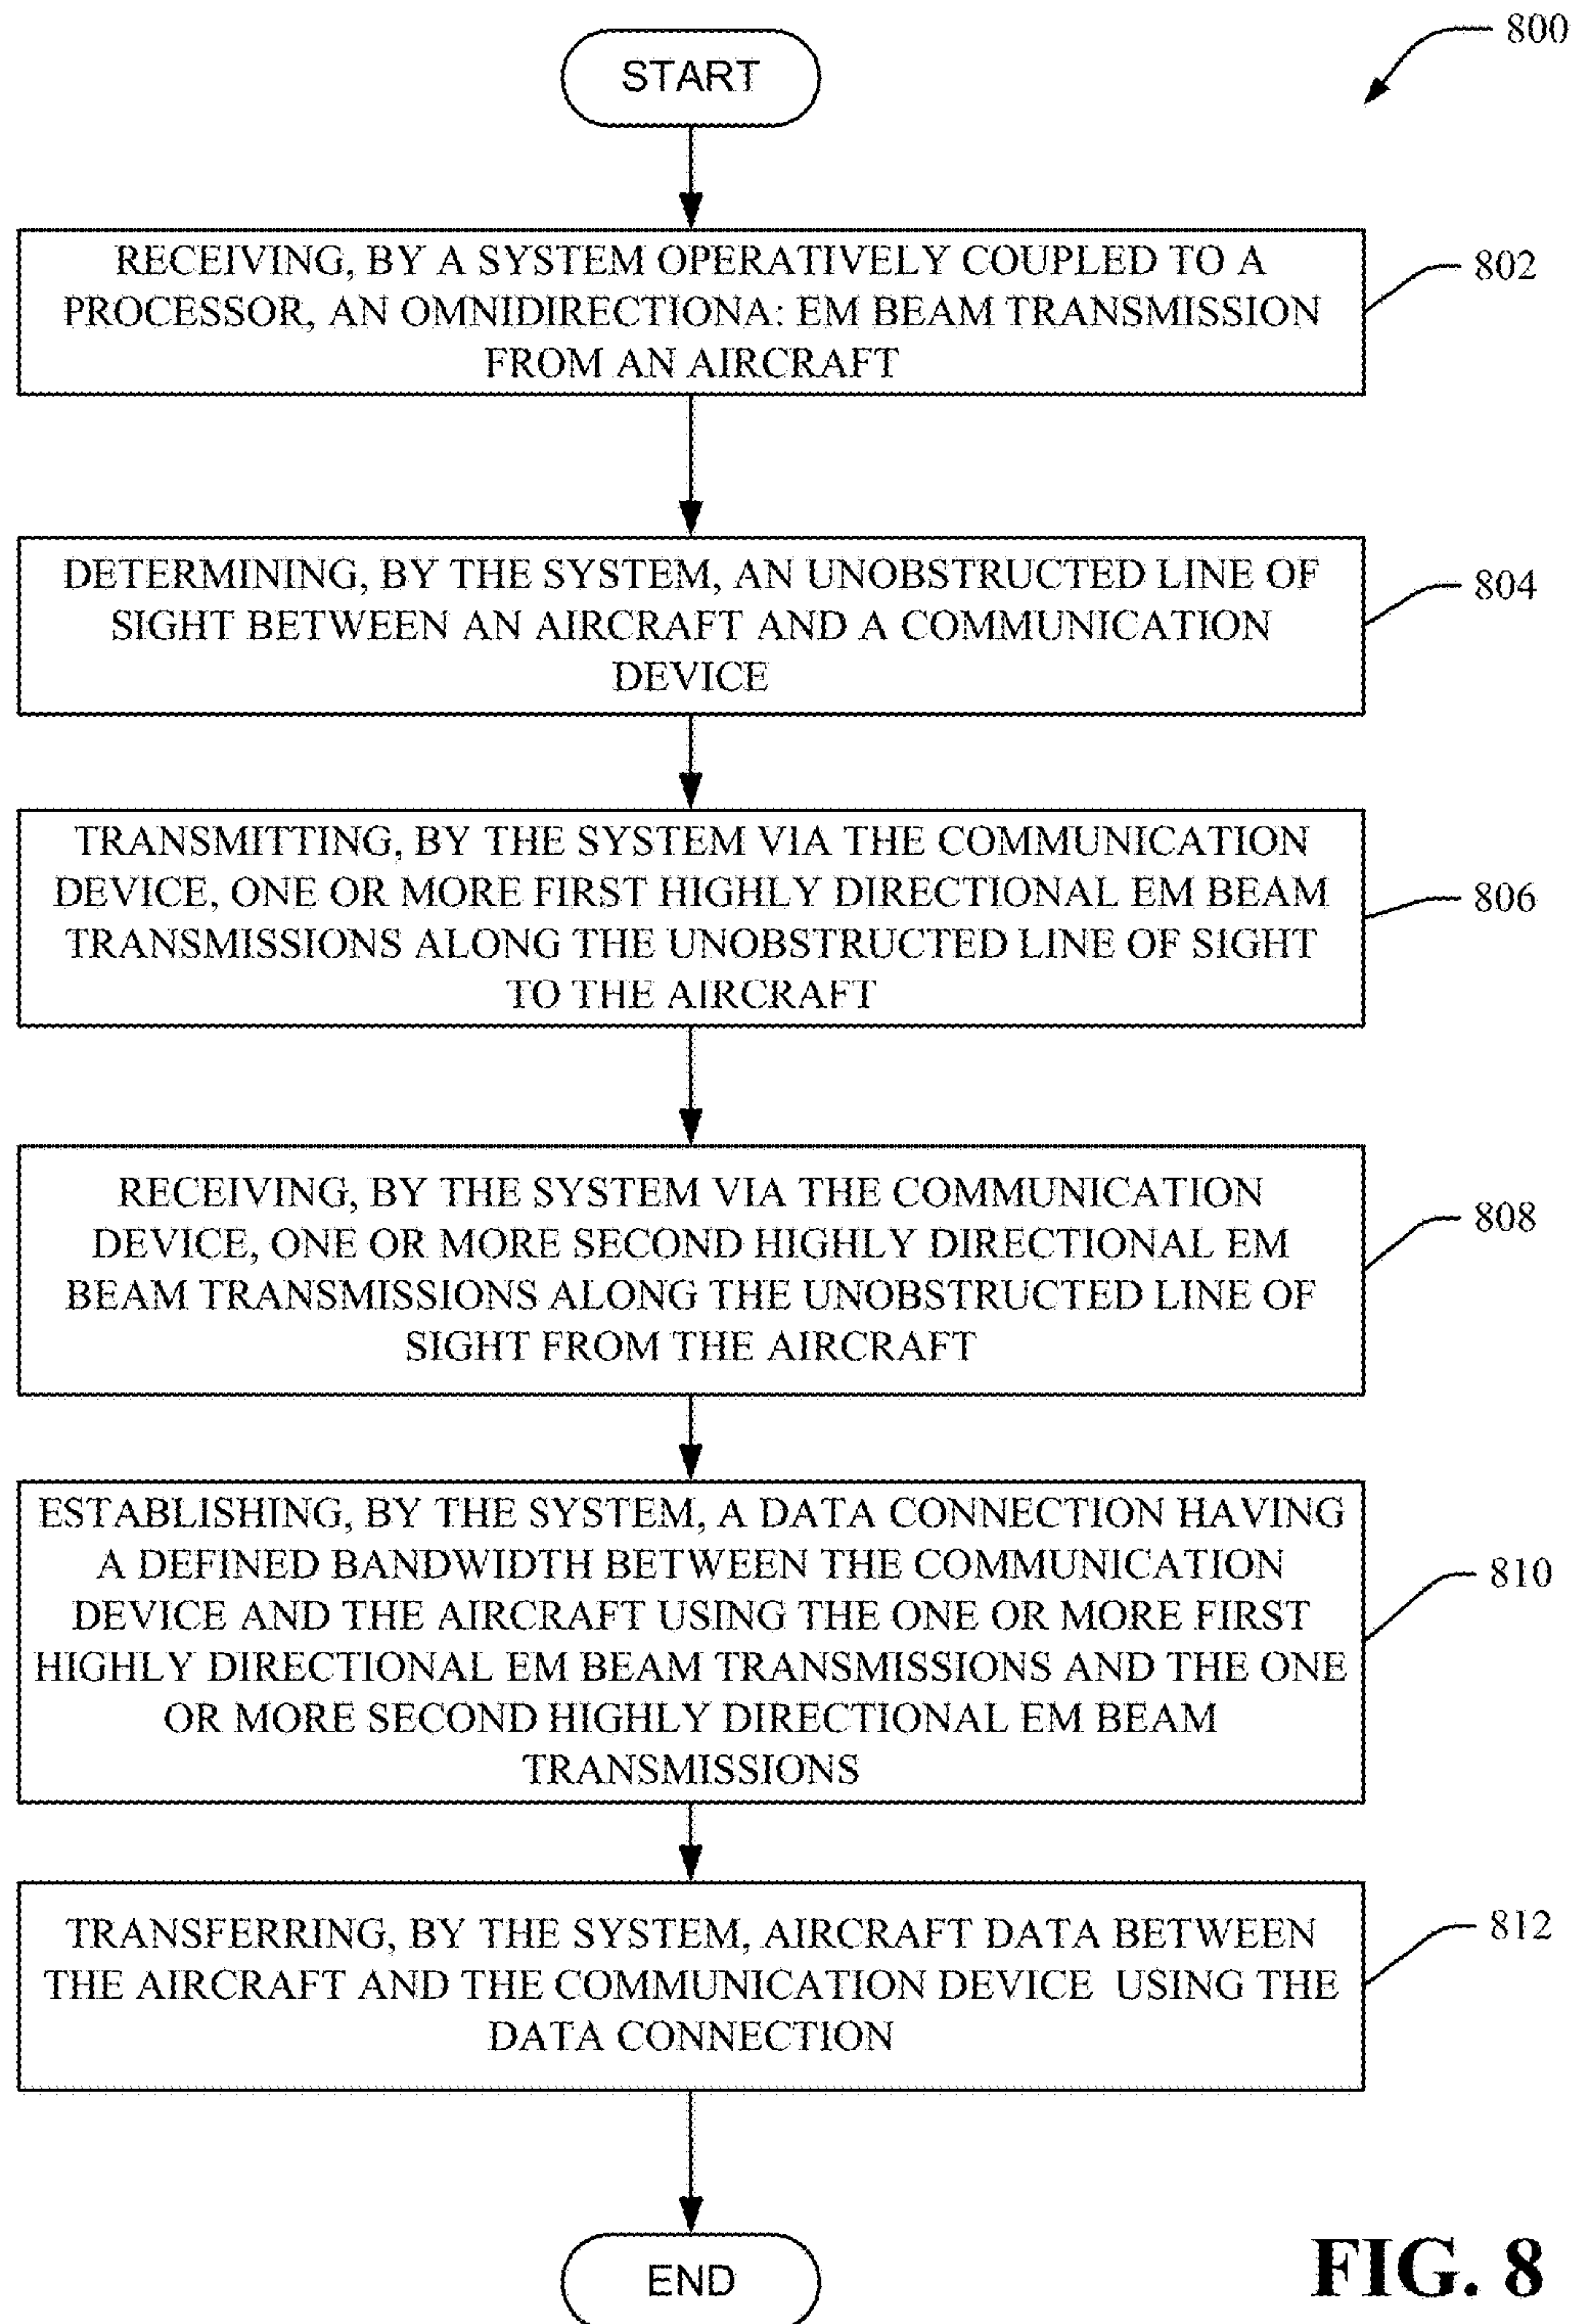 800
START
RECEIVING, BY A SYSTEM OPERATIVELY COUPLED TO A
PROCESSOR, AN OMNIDIRECTIONA: EM BEAM TRANSMISSION
FROM AN AIRCRAFT
802
DETERMINING, BY THE SYSTEM, AN UNOBSTRUCTED LINE OF
SIGHT BETWEEN AN AIRCRAFT AND A COMMUNICATION
DEVICE
804
TRANSMITTING, BY THE SYSTEM VIA THE COMMUNICATION
DEVICE, ONE OR MORE FIRST HIGHLY DIRECTIONAL EM BEAM
TRANSMISSIONS ALONG THE UNOBSTRUCTED LINE OF SIGHT
TO THE AIRCRAFT
806
RECEIVING, BY THE SYSTEM VIA THE COMMUNICATION
DEVICE, ONE OR MORE SECOND HIGHLY DIRECTIONAL EM
BEAM TRANSMISSIONS ALONG THE UNOBSTRUCTED LINE OF
SIGHT FROM THE AIRCRAFT
808
ESTABLISHING, BY THE SYSTEM, A DATA CONNECTION HAVING
A DEFINED BANDWIDTH BETWEEN THE COMMUNICATION
DEVICE AND THE AIRCRAFT USING THE ONE OR MORE FIRST
HIGHLY DIRECTIONAL EM BEAM TRANSMISSIONS AND THE ONE
OR MORE SECOND HIGHLY DIRECTIONAL EM BEAM
TRANSMISSIONS
810
TRANSFERRING, BY THE SYSTEM, AIRCRAFT DATA BETWEEN
THE AIRCRAFT AND THE COMMUNICATION DEVICE USING THE
DATA CONNECTION
812
END
FIG. 8